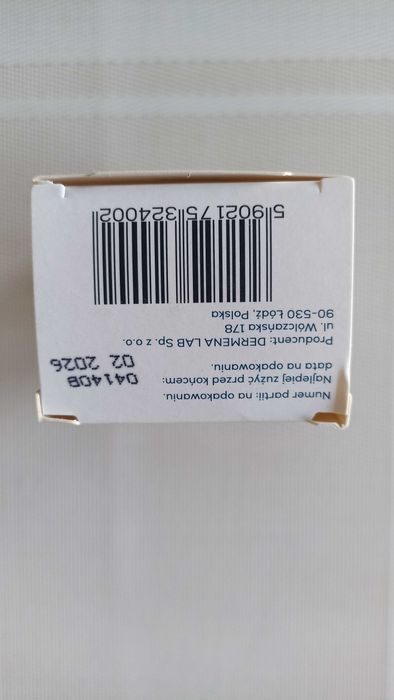 Numer partii: na opakowaniu.
Najlepiej zużyć przed końcem:
data na opakowaniu.
04140B
02 2026
Producent: DERMENA LAB Sp. z o.o.
ul. Wólczańska 178
90-530 Łódź, Polska
5 902175 324002